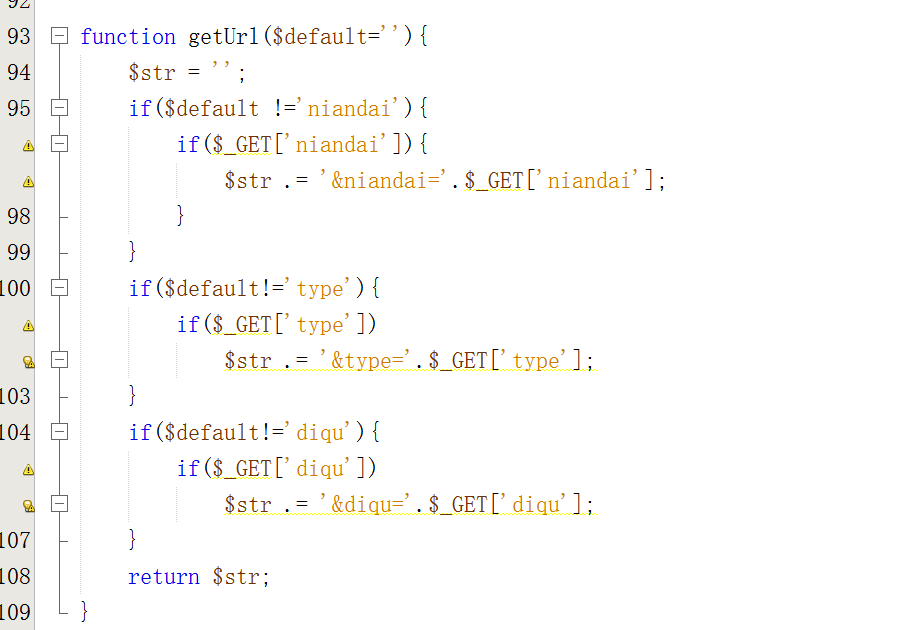 92
93 function getUrl($default=''){
94     $str = '';
95     if($default !='niandai'){
        if($_GET['niandai']){
            $str .= '&niandai='.$_GET['niandai'];
98         }
99     }
100     if($default!='type'){
        if($_GET['type'])
            $str .= '&type='.$_GET['type'];
103     }
104     if($default!='diqu'){
        if($_GET['diqu'])
            $str .= '&diqu='.$_GET['diqu'];
107     }
108     return $str;
109 }